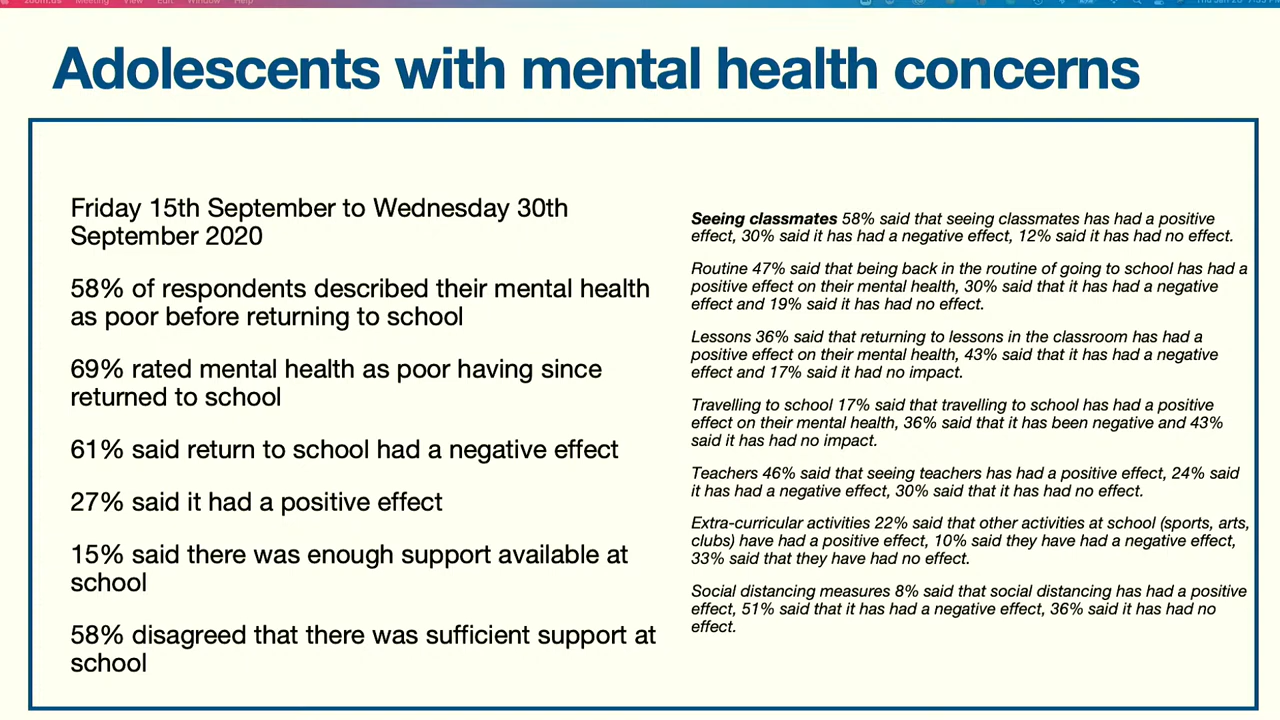 zoom.us Meeting View Edit Window Help
Adolescents with mental health concerns
Friday 15th September to Wednesday 30th
September 2020
58% of respondents described their mental health
as poor before returning to school
69% rated mental health as poor having since
returned to school
61% said return to school had a negative effect
27% said it had a positive effect
15% said there was enough support available at
school
58% disagreed that there was sufficient support at
school
Seeing classmates 58% said that seeing classmates has had a positive
effect, 30% said it has had a negative effect, 12% said it has had no effect.
Routine 47% said that being back in the routine of going to school has had a
positive effect on their mental health, 30% said that it has had a negative
effect and 19% said it has had no effect.
Lessons 36% said that returning to lessons in the classroom has had a
positive effect on their mental health, 43% said that it has had a negative
effect and 17% said it had no impact.
Travelling to school 17% said that travelling to school has had a positive
effect on their mental health, 36% said that it has been negative and 43%
said it has had no impact.
Teachers 46% said that seeing teachers has had a positive effect, 24% said
it has had a negative effect, 30% said that it has had no effect.
Extra-curricular activities 22% said that other activities at school (sports, arts,
clubs) have had a positive effect, 10% said they have had a negative effect,
33% said that they have had no effect.
Social distancing measures 8% said that social distancing has had a positive
effect, 51% said that it has had a negative effect, 36% said it has had no
effect.